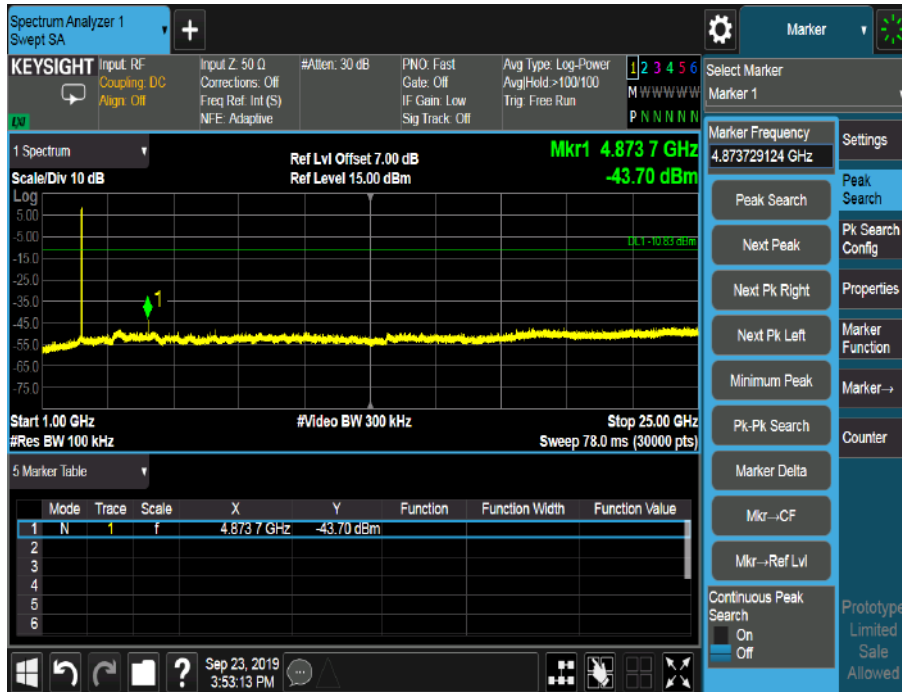 Spectrum Analyzer 1
Swept SA
+
Marker
KEYSIGHT
Input: RF
Coupling: DC
Align: Off
Input Z: 50 Ω
Corrections: Off
Freq Ref: Int (S)
NFE: Adaptive
#Atten: 30 dB
PNO: Fast
Gate: Off
IF Gain: Low
Sig Track: Off
Avg Type: Log-Power
Avg|Hold:>100/100
Trig: Free Run
1 2 3 4 5 6
M W W W W W
P N N N N N
LXI
Select Marker
Marker 1
1 Spectrum
Scale/Div 10 dB
Ref Lvl Offset 7.00 dB
Ref Level 15.00 dBm
Mkr1 4.873 7 GHz
-43.70 dBm
Log
5.00
-5.00
-15.0
-25.0
-35.0
-45.0
-55.0
-65.0
-75.0
DL1 -10.83 dBm
1
Start 1.00 GHz
#Res BW 100 kHz
#Video BW 300 kHz
Stop 25.00 GHz
Sweep 78.0 ms (30000 pts)
5 Marker Table
Mode Trace Scale X Y Function Function Width Function Value
1 N 1 f 4.873 7 GHz -43.70 dBm
2
3
4
5
6
Marker Frequency
4.873729124 GHz
Peak Search
Next Peak
Next Pk Right
Next Pk Left
Minimum Peak
Pk-Pk Search
Marker Delta
Mkr→CF
Mkr→Ref Lvl
Continuous Peak
Search
On
Off
Settings
Peak
Search
Pk Search
Config
Properties
Marker
Function
Marker→
Counter
Prototype
Limited
Sale
Allowed
?
Sep 23, 2019
3:53:13 PM